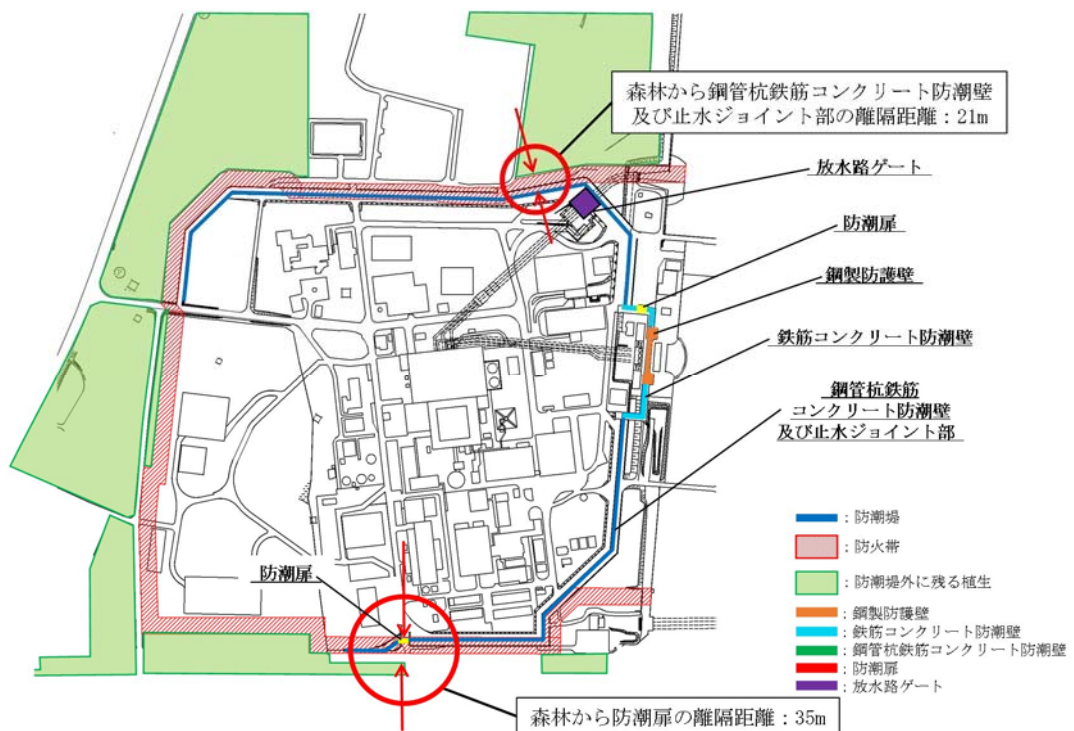 森林から鋼管杭鉄筋コンクリート防潮壁
及び止水ジョイント部の離隔距離：21m
放水路ゲート
防潮扉
鋼製防護壁
鉄筋コンクリート防潮壁
鋼管杭鉄筋
コンクリート防潮壁
及び止水ジョイント部
防潮扉
：防潮堤
：防火帯
：防潮堤外に残る植生
：鋼製防護壁
：鉄筋コンクリート防潮壁
：鋼管杭鉄筋コンクリート防潮壁
：防潮扉
：放水路ゲート
森林から防潮扉の離隔距離：35m